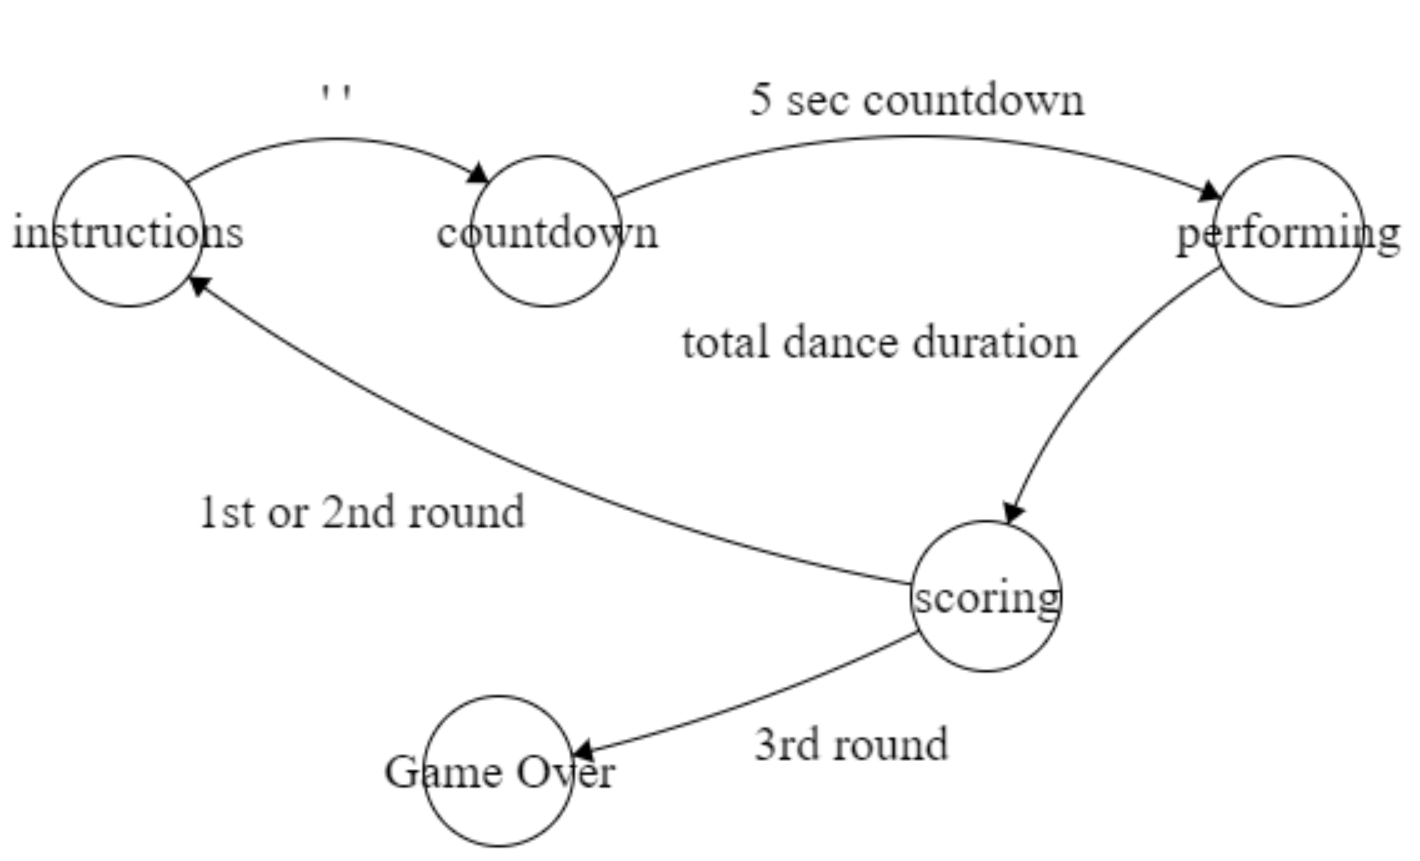 ' '
5 sec countdown
instructions
countdown
performing
total dance duration
1st or 2nd round
scoring
3rd round
Game Over